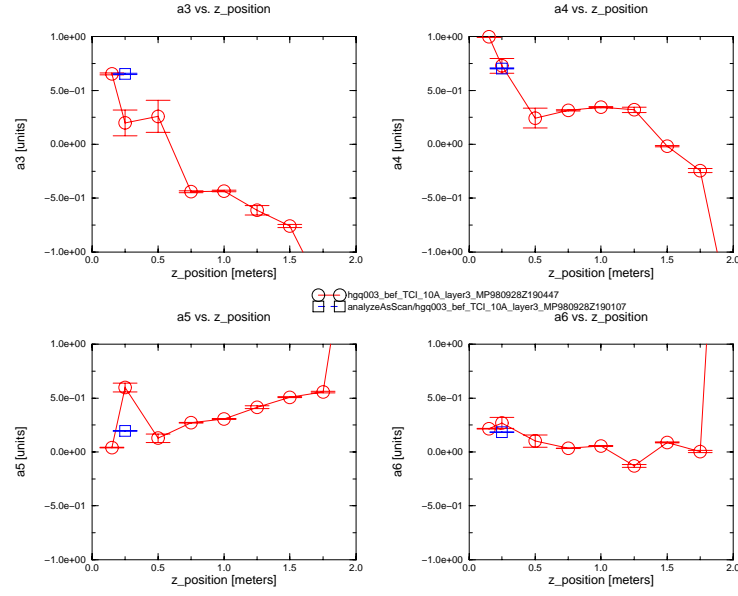 a3 vs. z_position
a4 vs. z_position
1.0e+00
5.0e−01
0.0e+00
−5.0e−01
−1.0e+00
a3 [units]
0.0 0.5 1.0 1.5 2.0
z_position [meters]
1.0e+00
5.0e−01
0.0e+00
−5.0e−01
−1.0e+00
a4 [units]
0.0 0.5 1.0 1.5 2.0
z_position [meters]
hgq003_bef_TCI_10A_layer3_MP980928Z190447
analyzeAsScan/hgq003_bef_TCI_10A_layer3_MP980928Z190107
a5 vs. z_position
a6 vs. z_position
1.0e+00
5.0e−01
0.0e+00
−5.0e−01
−1.0e+00
a5 [units]
0.0 0.5 1.0 1.5 2.0
z_position [meters]
1.0e+00
5.0e−01
0.0e+00
−5.0e−01
−1.0e+00
a6 [units]
0.0 0.5 1.0 1.5 2.0
z_position [meters]